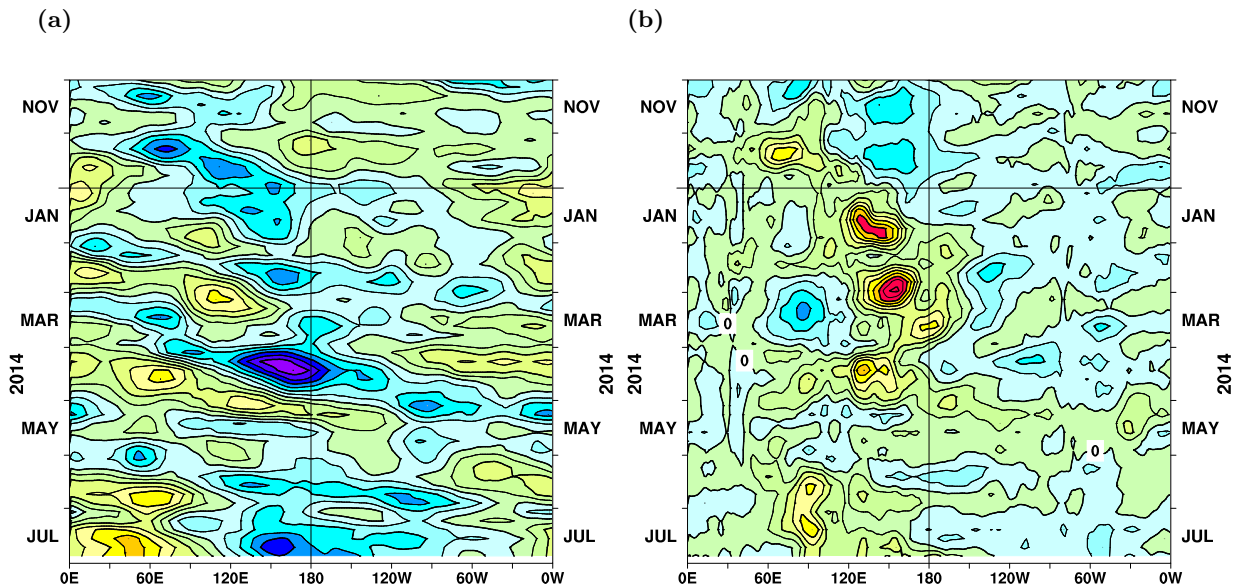 (a) (b)
NOV NOV NOV NOV
JAN JAN JAN JAN
MAR MAR 0 MAR MAR
0
2014 2014 2014 2014
MAY MAY MAY MAY
0
JUL JUL JUL JUL
0E 60E 120E 180 120W 60W 0W 0E 60E 120E 180 120W 60W 0W